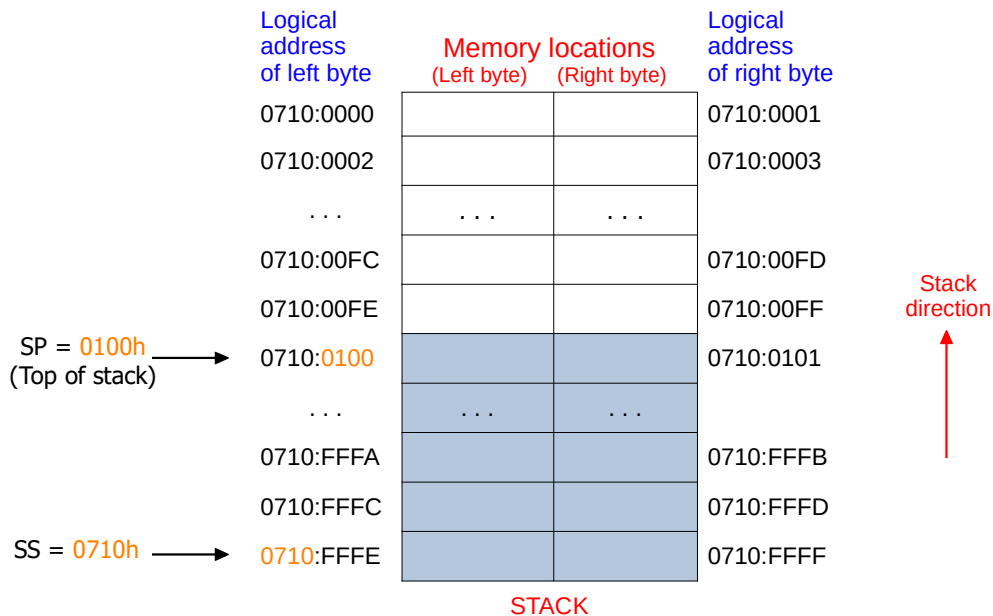 Logical
address
of left byte
Memory locations
(Left byte) (Right byte)
Logical
address
of right byte
0710:0000 0710:0001
0710:0002 0710:0003
. . . . . . . . .
0710:00FC 0710:00FD
0710:00FE 0710:00FF
Stack
direction
SP = 0100h
(Top of stack)
0710:0100 0710:0101
. . . . . . . . .
0710:FFFA 0710:FFFB
0710:FFFC 0710:FFFD
SS = 0710h 0710:FFFE 0710:FFFF
STACK